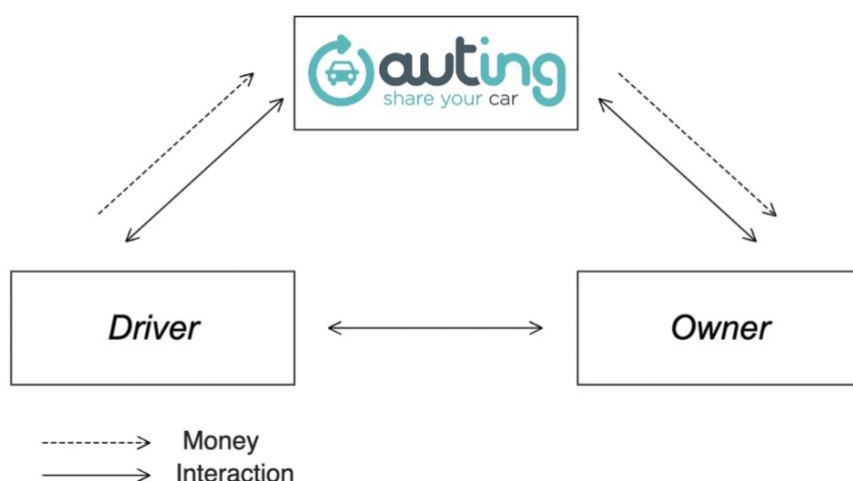 auting
share your car
Driver
Owner
Money
Interaction